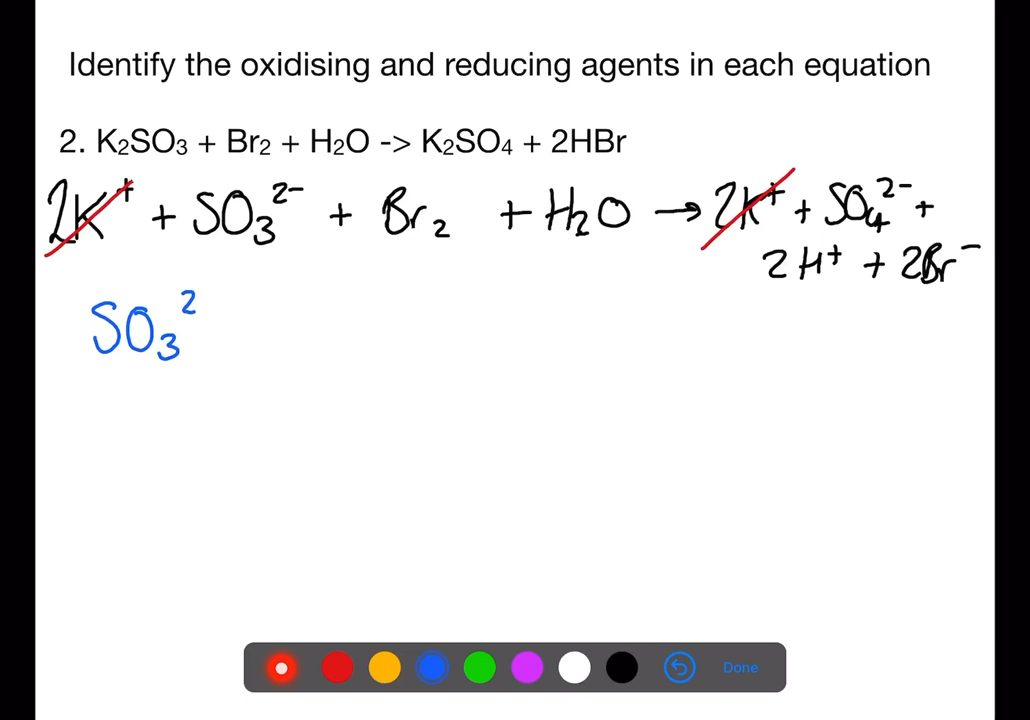 Identify the oxidising and reducing agents in each equation
2. K₂SO₃ + Br₂ + H₂O -> K₂SO₄ + 2HBr
2K⁺ + SO₃²⁻ + Br₂ + H₂O → 2K⁺ + SO₄²⁻ +
2H⁺ + 2Br⁻
SO₃²
Done